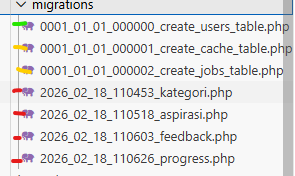 migrations
0001_01_01_000000_create_users_table.php
0001_01_01_000001_create_cache_table.php
0001_01_01_000002_create_jobs_table.php
2026_02_18_110453_kategori.php
2026_02_18_110518_aspirasi.php
2026_02_18_110603_feedback.php
2026_02_18_110626_progress.php